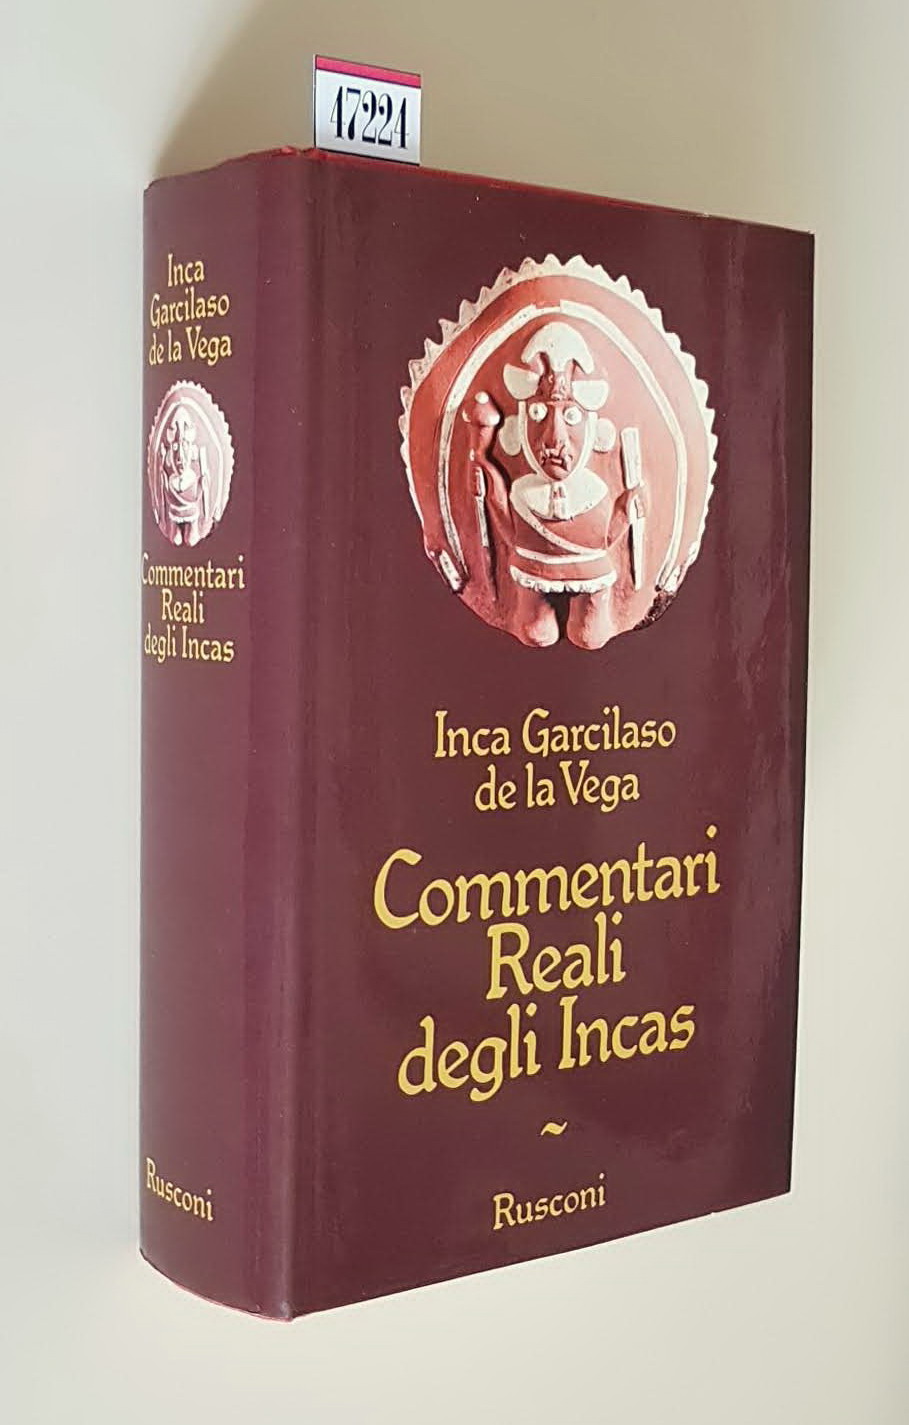 47224
Inca
Garcilaso
de la Vega
Commentari
Reali
degli Incas
Rusconi
Inca Garcilaso
de la Vega
Commentari
Reali
degli Incas
~
Rusconi